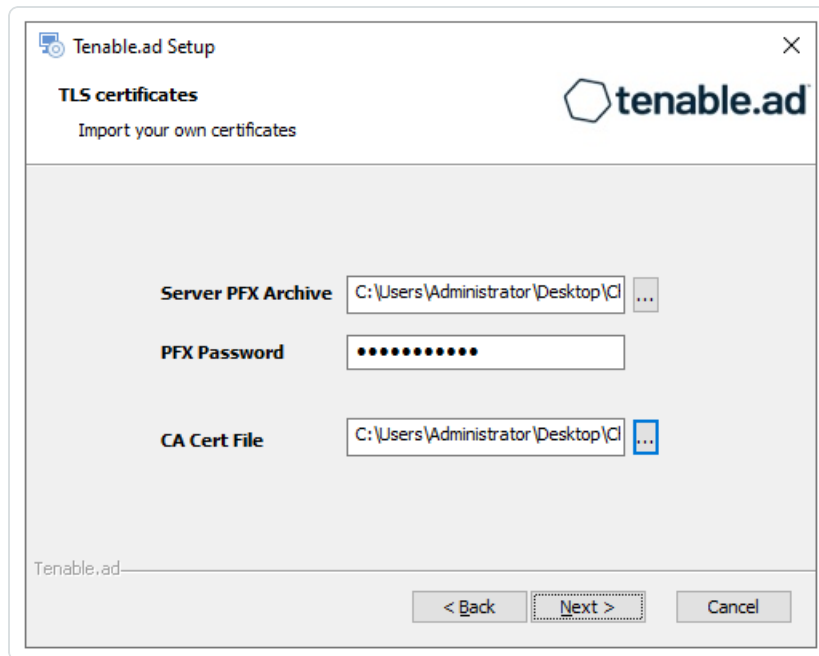 Tenable.ad Setup
TLS certificates
tenable.ad
Import your own certificates
Server PFX Archive C:\Users\Administrator\Desktop\Cl ...
PFX Password •••••••••••
CA Cert File C:\Users\Administrator\Desktop\Cl ...
Tenable.ad
< Back Next > Cancel